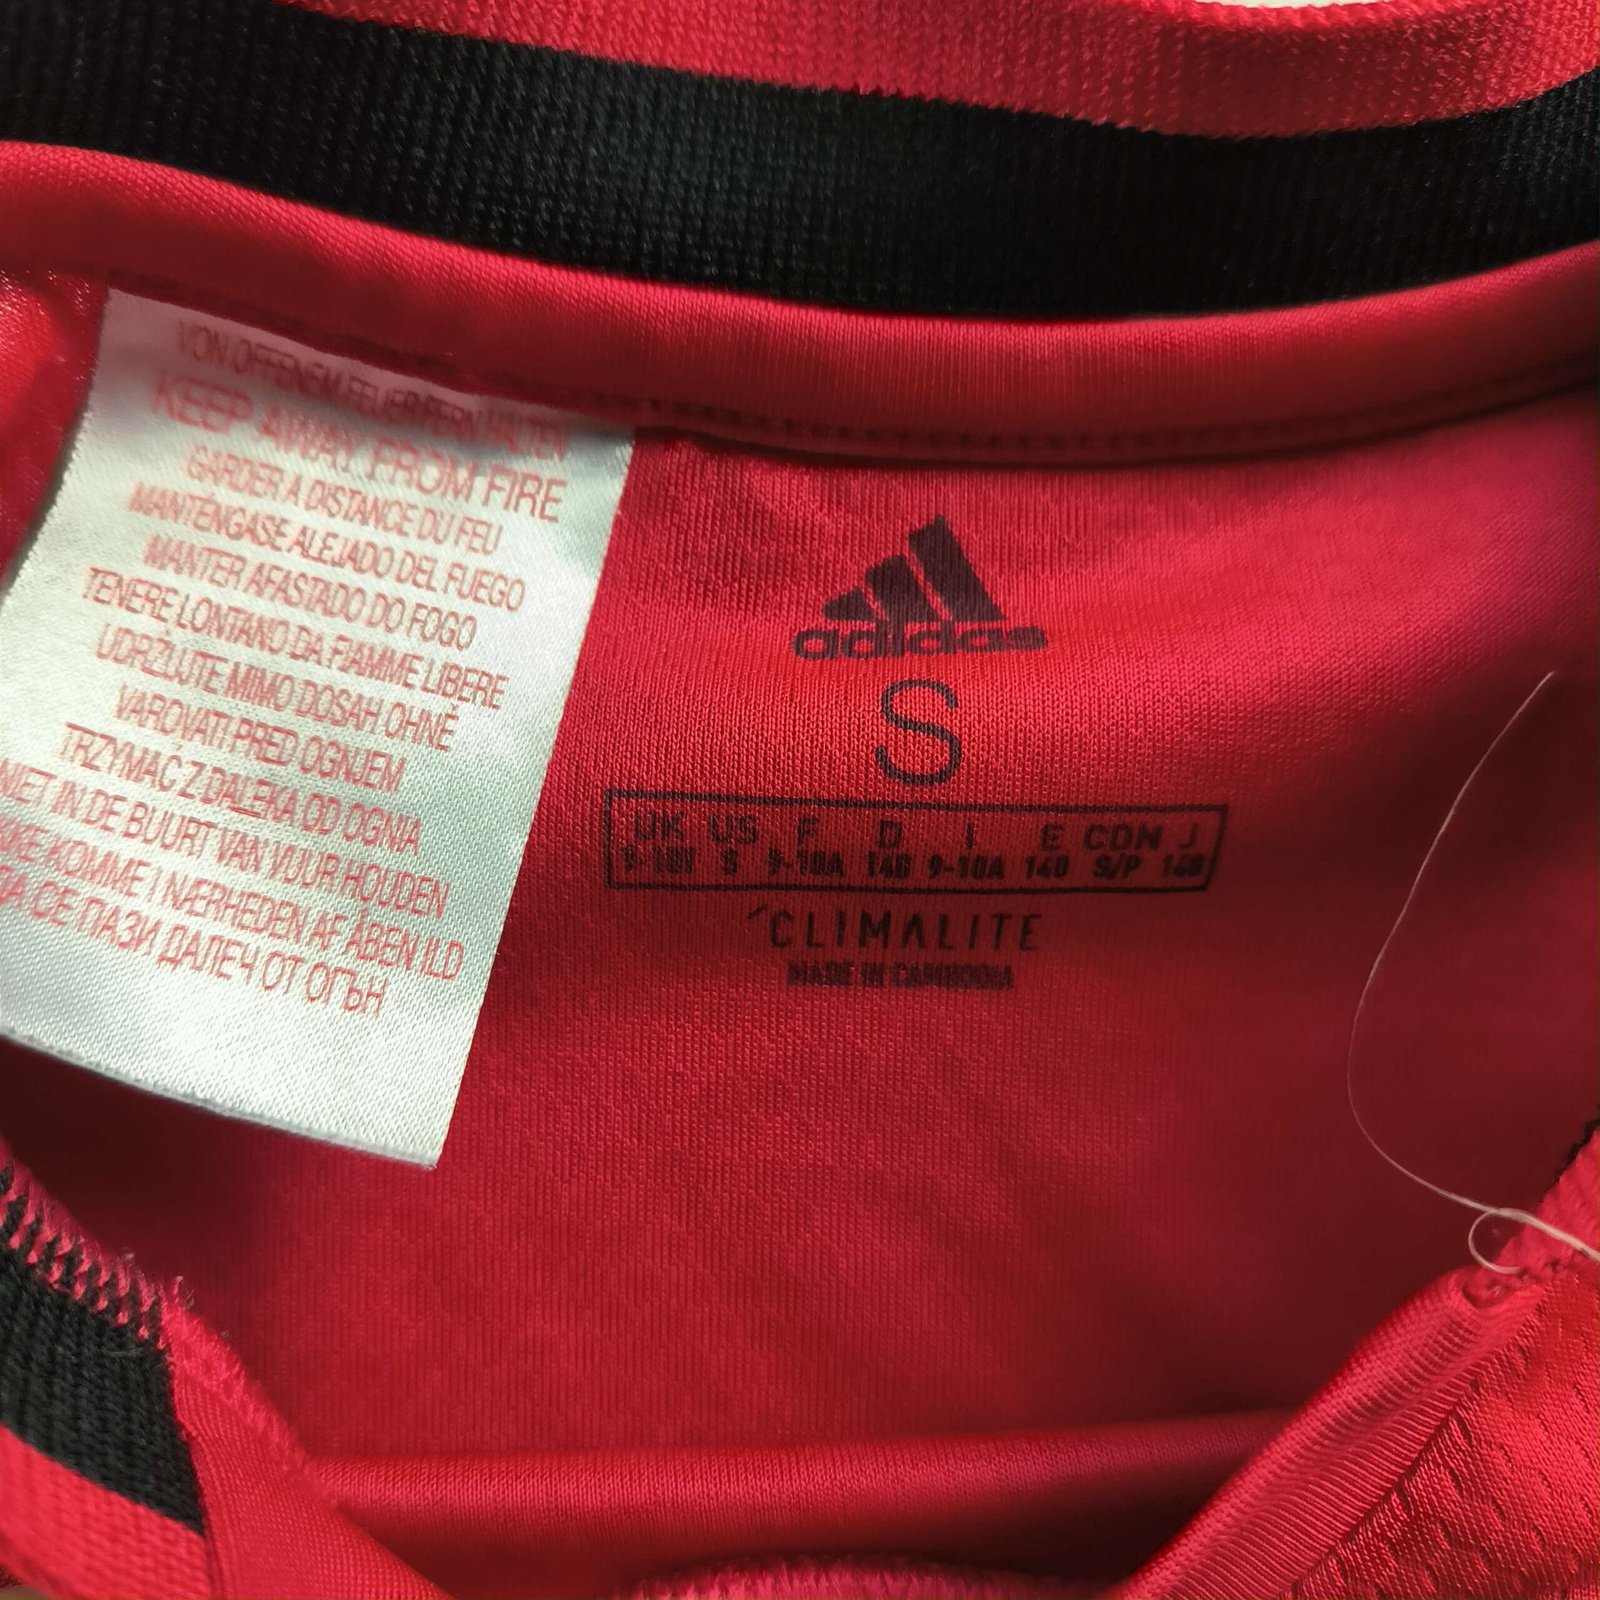 VON OFFENEM FEUER FERN HALTEN
KEEP AWAY FROM FIRE
GARDER A DISTANCE DU FEU
MANTÉNGASE ALEJADO DEL FUEGO
MANTER AFASTADO DO FOGO
TENERE LONTANO DA FIAMME LIBERE
UDRŽUJTE MIMO DOSAH OHNĚ
VAROVATI PRED OGNJEM
TRZYMAĆ Z DALEKA OD OGNIA
NIET IN DE BUURT VAN VUUR HOUDEN
KOMME I NÆRHEDEN AF ÅBEN ILD
СЕ ПАЗИ ДАЛЕЧ ОТ ОГЪН
adidas
S
UK US F D I E CDN J
9-10Y S 9-10A 140 9-10A 140 S/P 140
CLIMALITE
MADE IN CAMBODIA